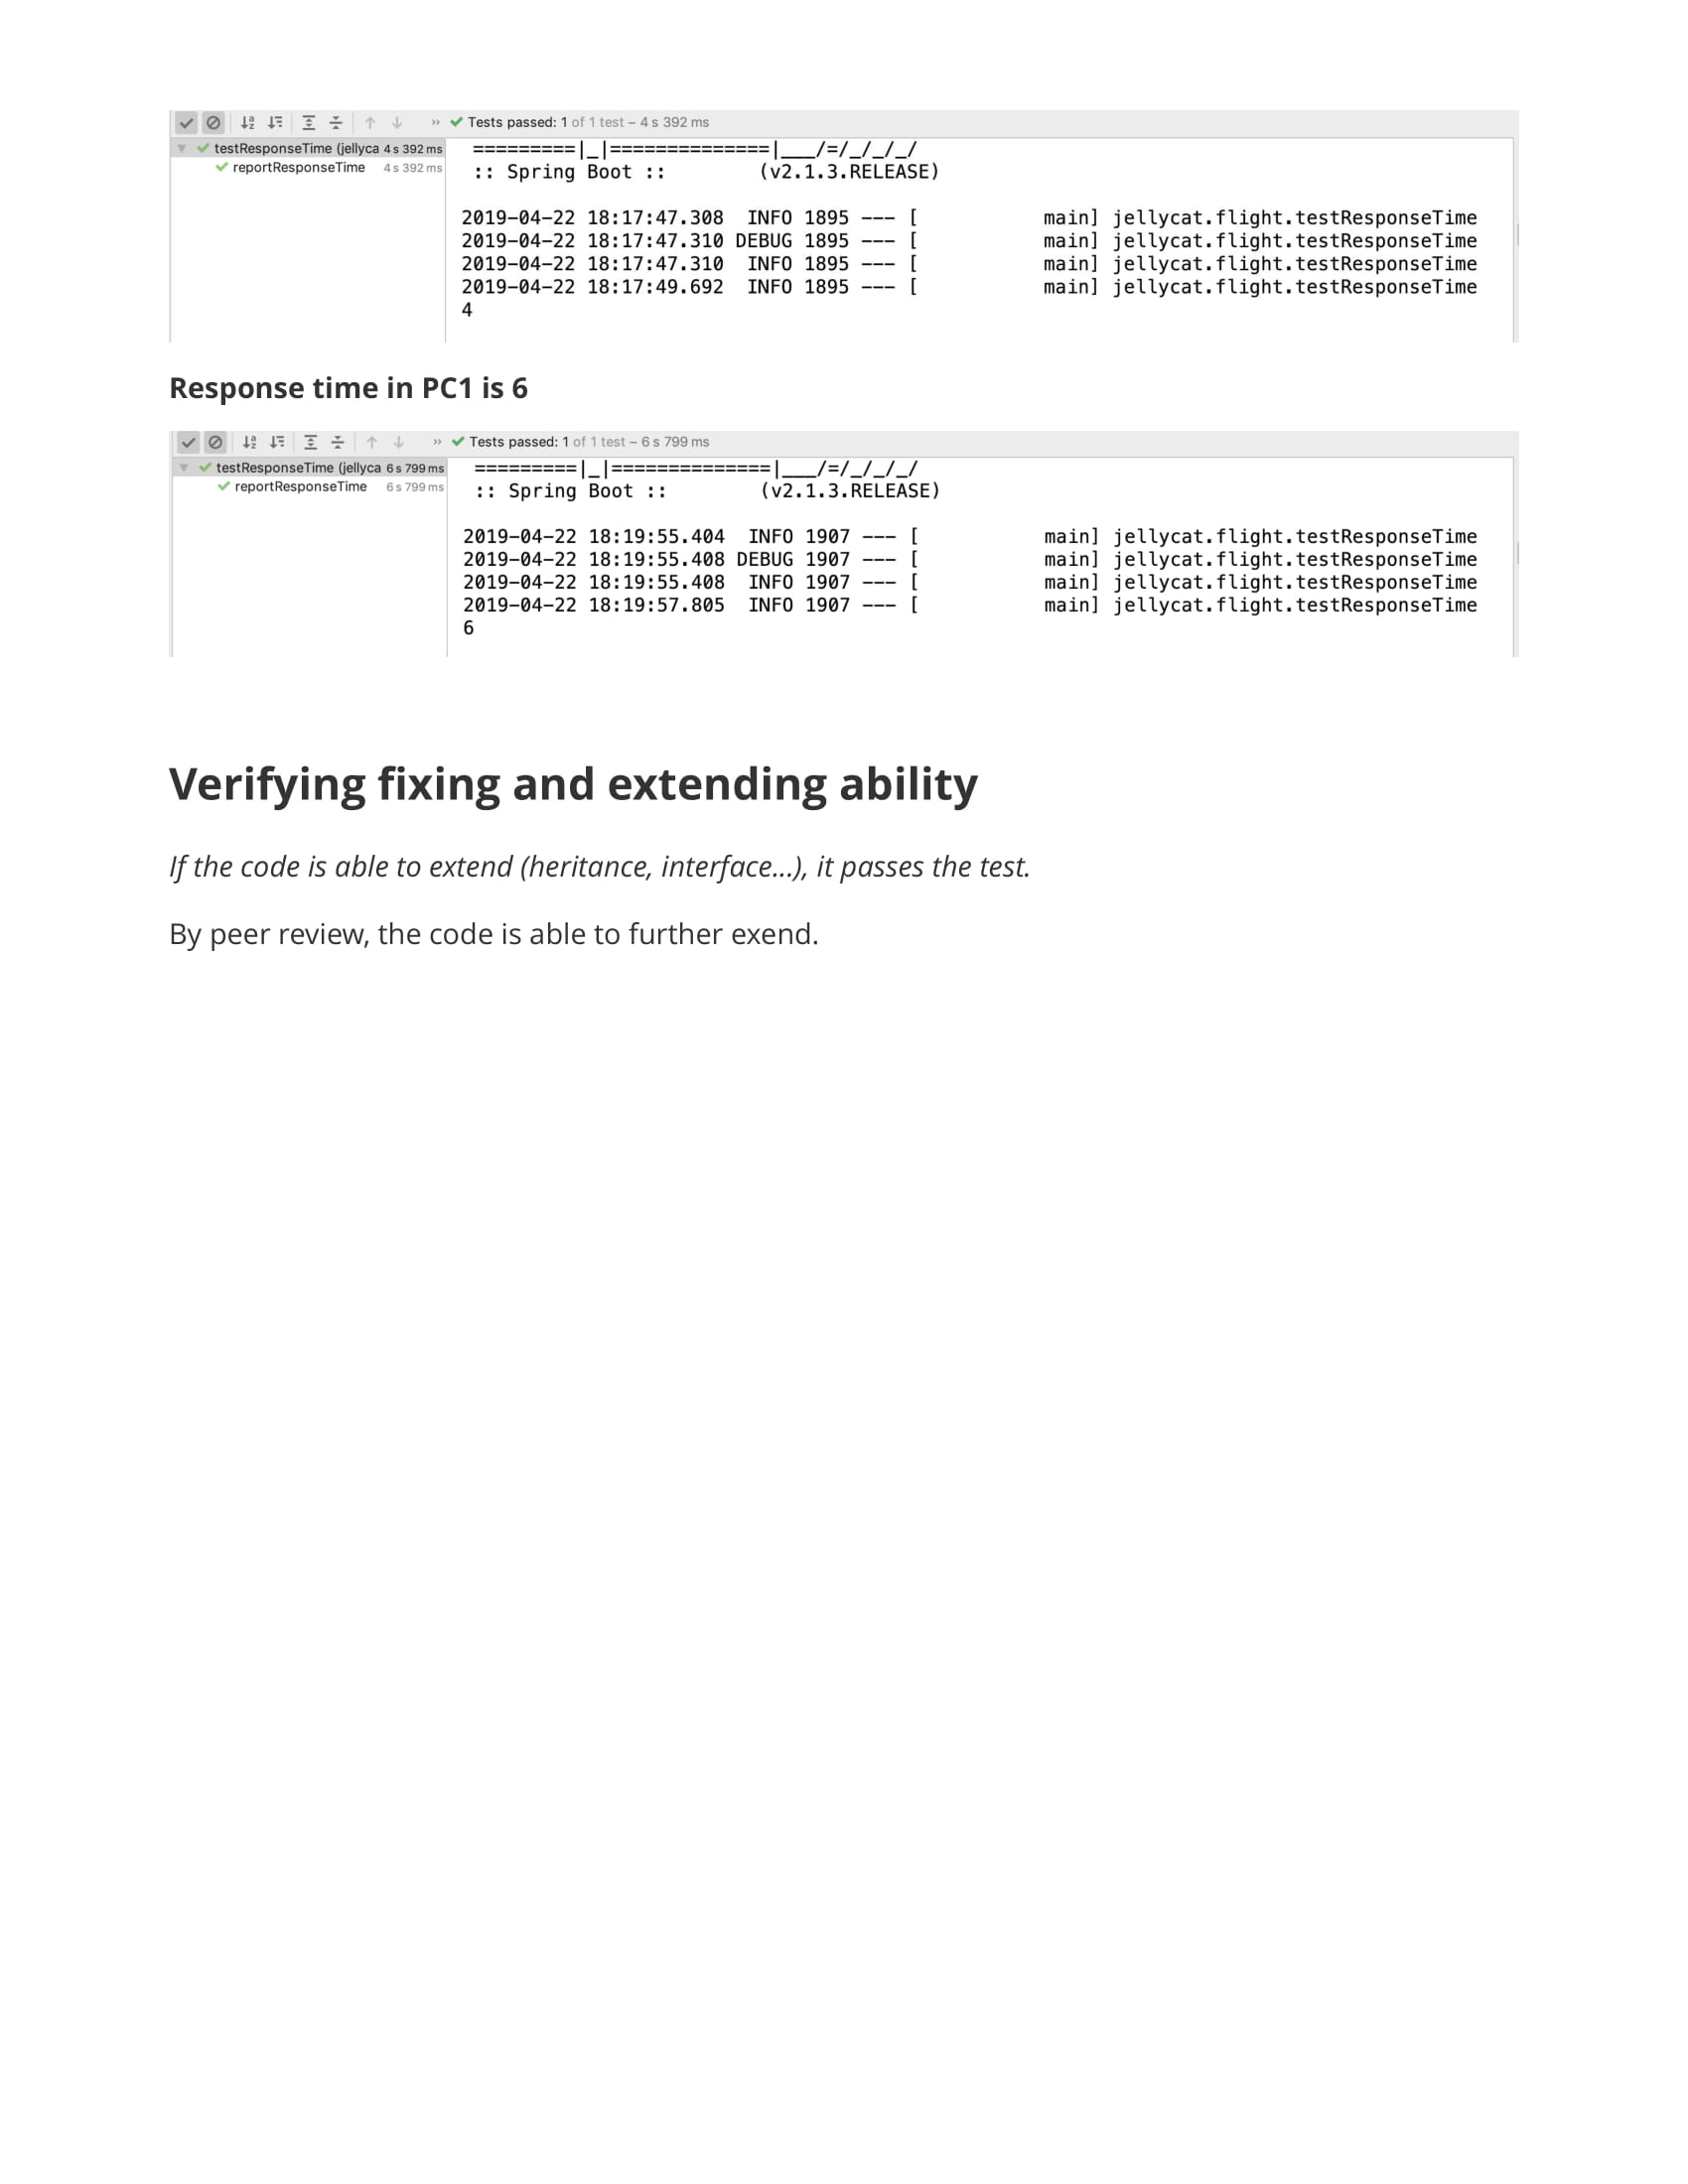 Tests passed: 1 of 1 test – 4 s 392 ms
testResponseTime (jellyca 4 s 392 ms
reportResponseTime 4 s 392 ms
=========|_|==============|___/=/_/_/_/
:: Spring Boot ::        (v2.1.3.RELEASE)
2019-04-22 18:17:47.308  INFO 1895 --- [           main] jellycat.flight.testResponseTime
2019-04-22 18:17:47.310 DEBUG 1895 --- [           main] jellycat.flight.testResponseTime
2019-04-22 18:17:47.310  INFO 1895 --- [           main] jellycat.flight.testResponseTime
2019-04-22 18:17:49.692  INFO 1895 --- [           main] jellycat.flight.testResponseTime
4
Response time in PC1 is 6
Tests passed: 1 of 1 test – 6 s 799 ms
testResponseTime (jellyca 6 s 799 ms
reportResponseTime 6 s 799 ms
=========|_|==============|___/=/_/_/_/
:: Spring Boot ::        (v2.1.3.RELEASE)
2019-04-22 18:19:55.404  INFO 1907 --- [           main] jellycat.flight.testResponseTime
2019-04-22 18:19:55.408 DEBUG 1907 --- [           main] jellycat.flight.testResponseTime
2019-04-22 18:19:55.408  INFO 1907 --- [           main] jellycat.flight.testResponseTime
2019-04-22 18:19:57.805  INFO 1907 --- [           main] jellycat.flight.testResponseTime
6
Verifying fixing and extending ability
If the code is able to extend (heritance, interface...), it passes the test.
By peer review, the code is able to further exend.